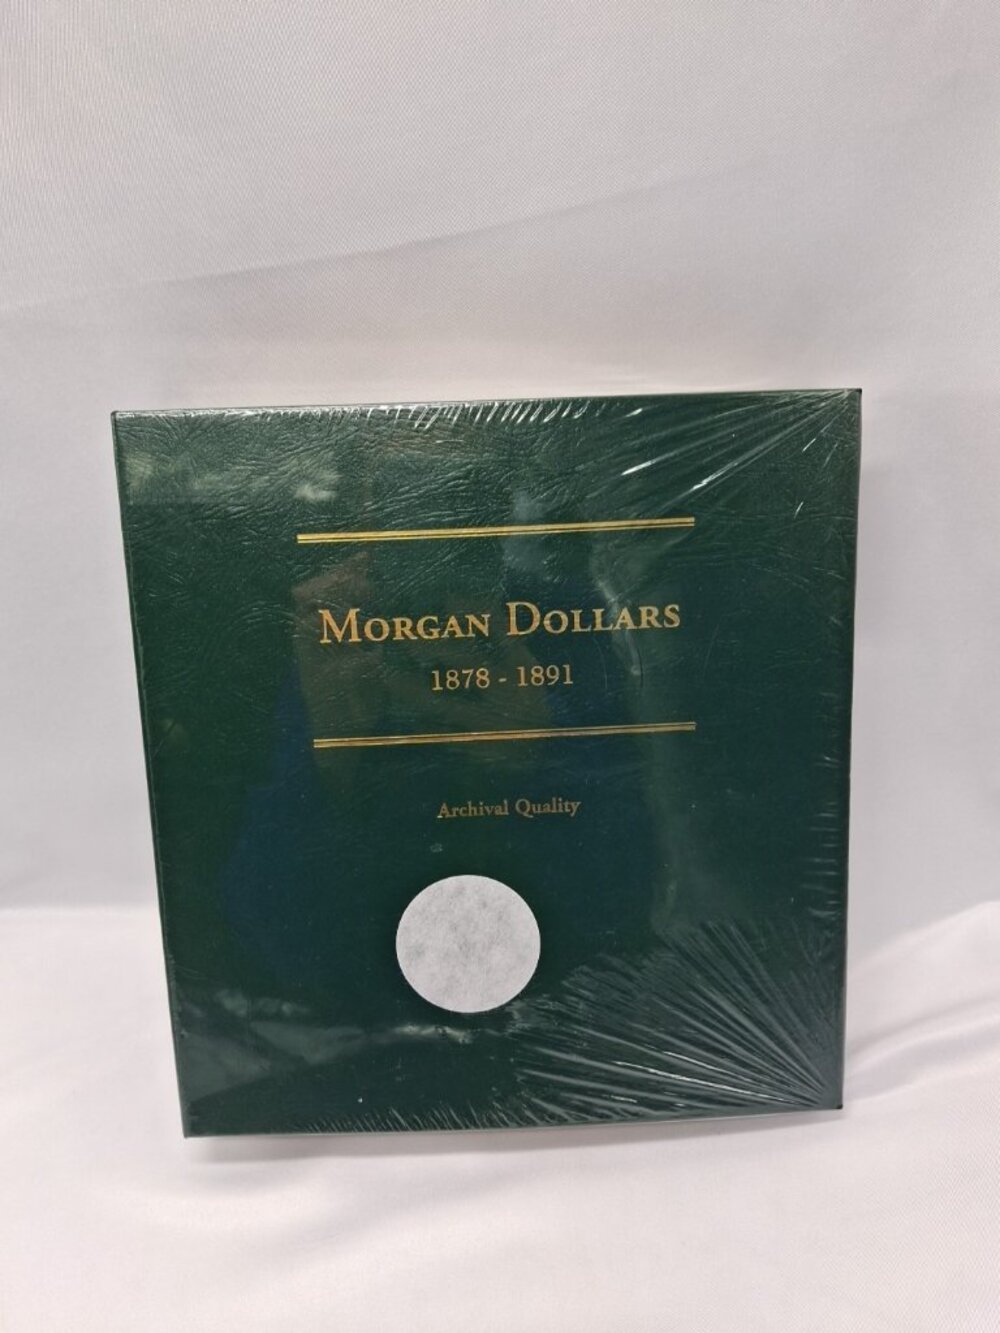 MORGAN DOLLARS
1878 - 1891
Archival Quality